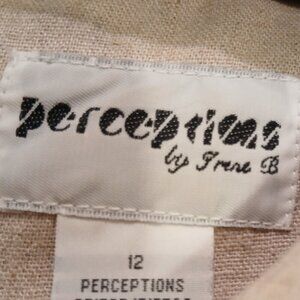 perceptions
by Irene B
12
PERCEPTIONS